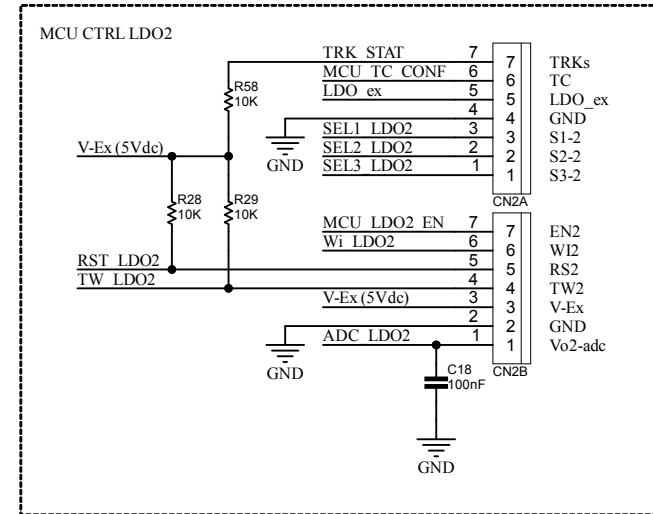 MCU CTRL LDO2
TRK_STAT 7 7 TRKs
MCU_TC_CONF 6 6 TC
LDO_ex 5 5 LDO_ex
4 4 GND
SEL1_LDO2 3 3 S1-2
SEL2_LDO2 2 2 S2-2
SEL3_LDO2 1 1 S3-2
GND
CN2A
R58
10K
V-Ex (5Vdc)
R28
10K
R29
10K
MCU_LDO2_EN 7 7 EN2
Wi_LDO2 6 6 WI2
RST_LDO2 5 5 RS2
TW_LDO2 4 4 TW2
V-Ex (5Vdc) 3 3 V-Ex
2 2 GND
ADC_LDO2 1 1 Vo2-adc
GND
CN2B
C18
100nF
GND